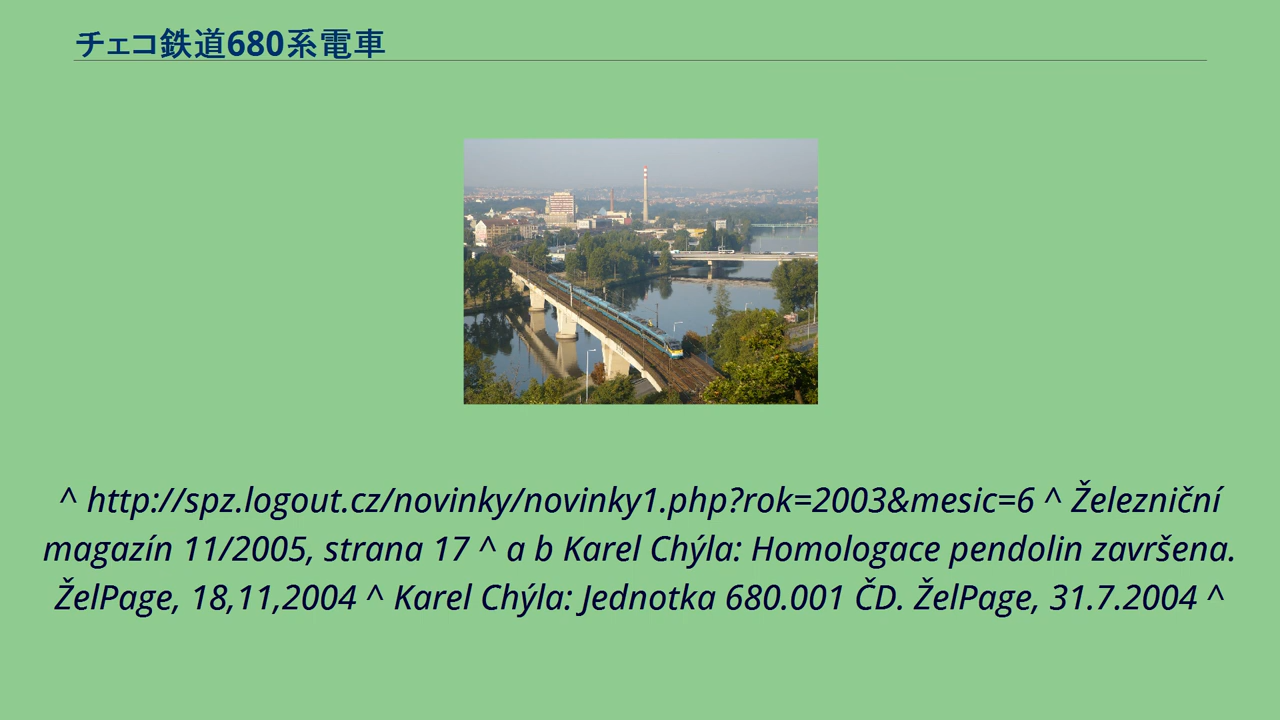 チェコ鉄道680系電車
^ http://spz.logout.cz/novinky/novinky1.php?rok=2003&mesic=6 ^ Železniční
magazín 11/2005, strana 17 ^ a b Karel Chýla: Homologace pendolin završena.
ŽelPage, 18,11,2004 ^ Karel Chýla: Jednotka 680.001 ČD. ŽelPage, 31.7.2004 ^